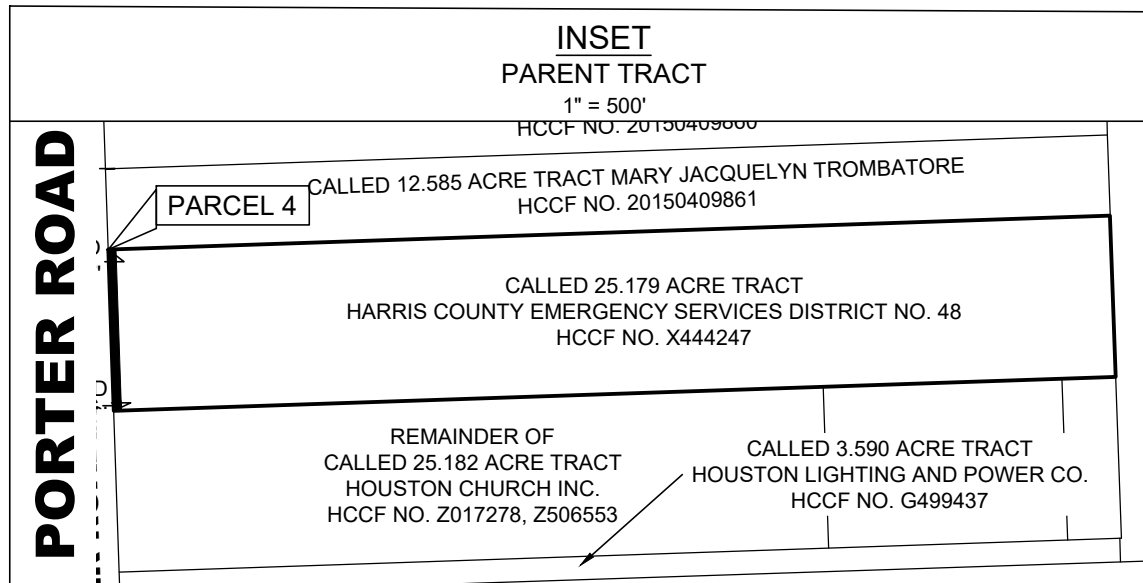 INSET
PARENT TRACT
1" = 500'
HCCF NO. 20150409860
CALLED 12.585 ACRE TRACT MARY JACQUELYN TROMBATORE
HCCF NO. 20150409861
PARCEL 4
PORTER ROAD
CALLED 25.179 ACRE TRACT
HARRIS COUNTY EMERGENCY SERVICES DISTRICT NO. 48
HCCF NO. X444247
REMAINDER OF
CALLED 25.182 ACRE TRACT
HOUSTON CHURCH INC.
HCCF NO. Z017278, Z506553
CALLED 3.590 ACRE TRACT
HOUSTON LIGHTING AND POWER CO.
HCCF NO. G499437